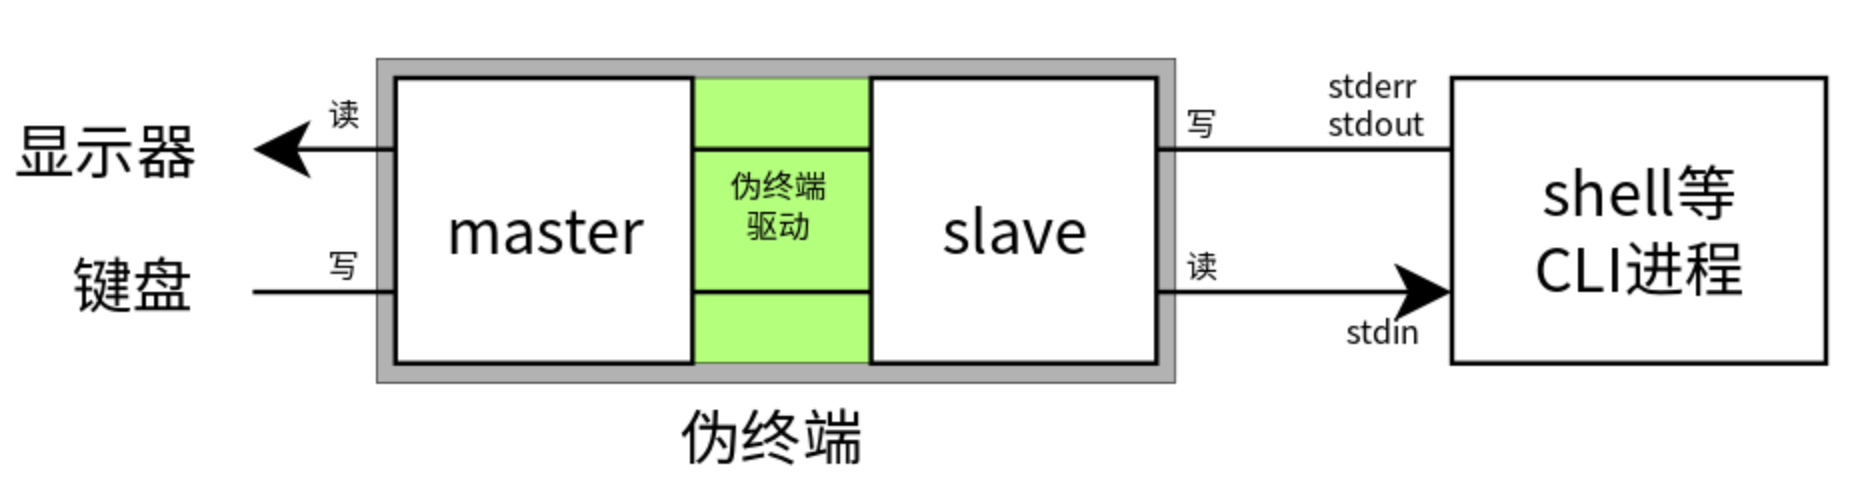 显示器
读
键盘
写
master
伪终端
驱动
slave
写
stderr
stdout
读
stdin
shell等
CLI进程
伪终端